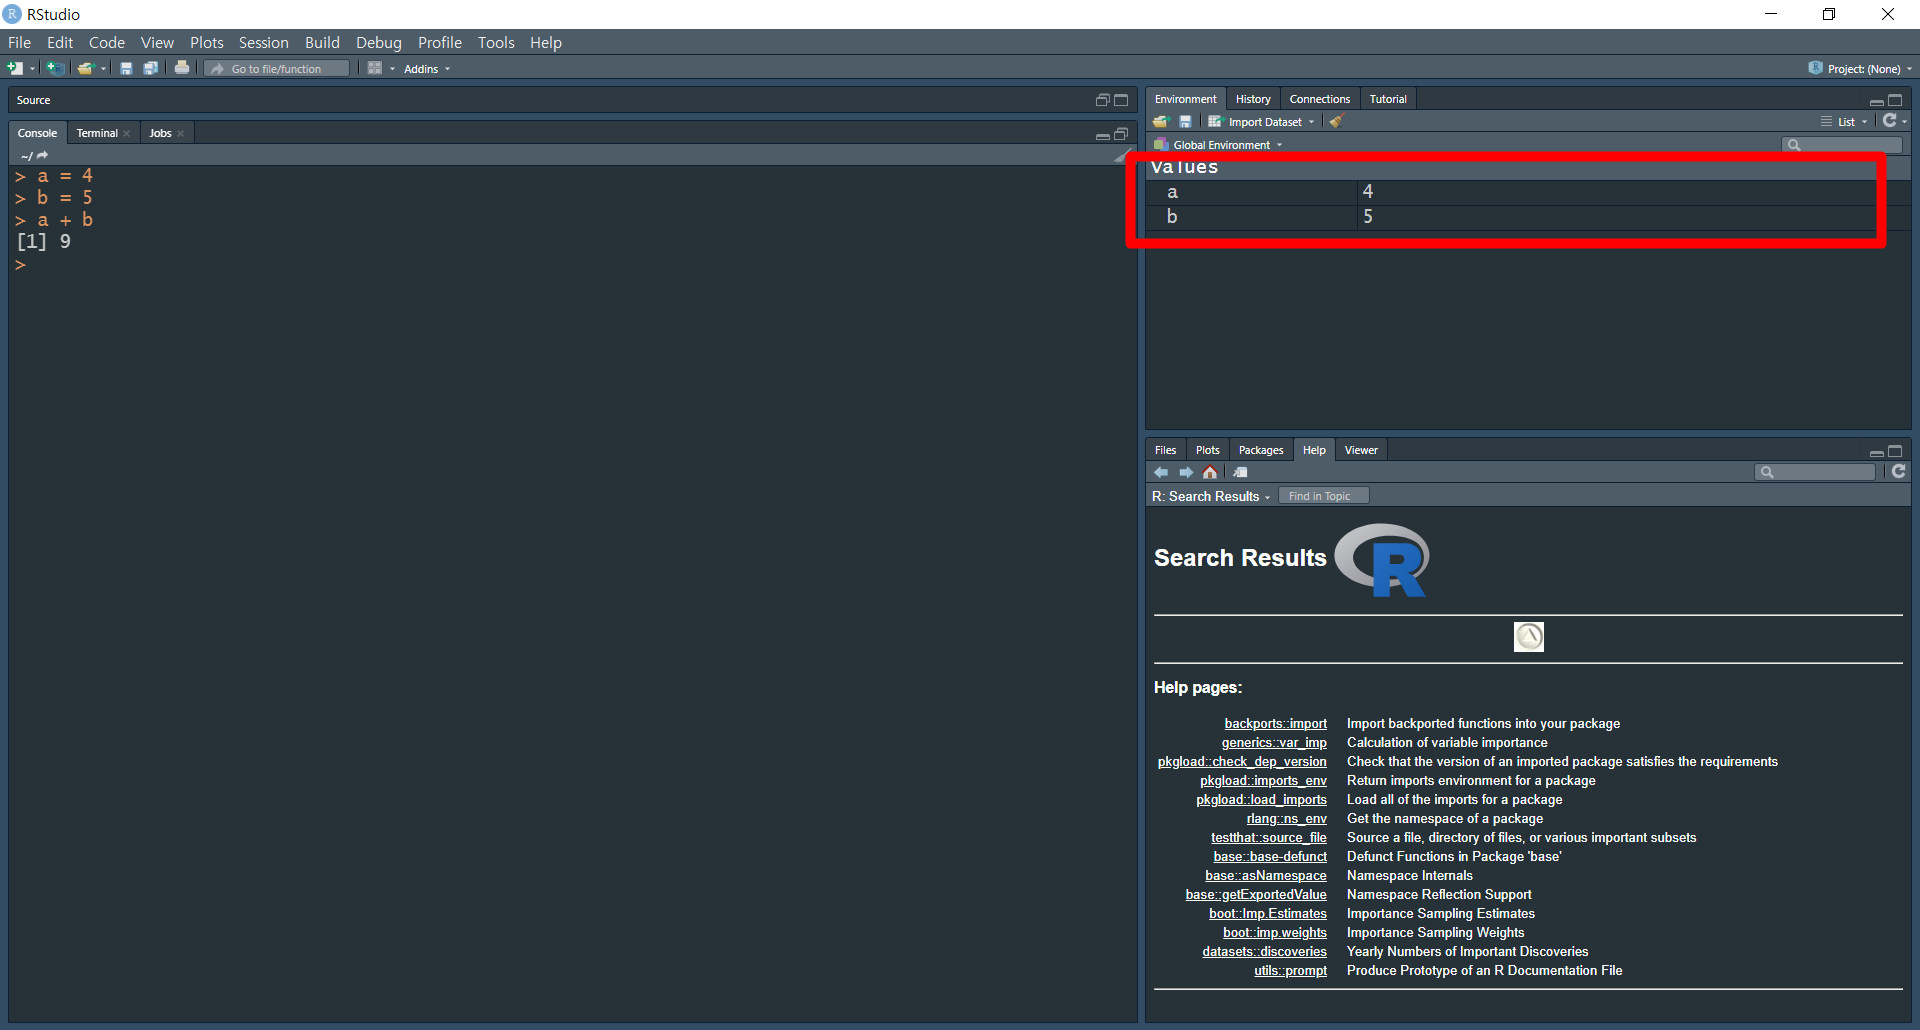 RStudio
File Edit Code View Plots Session Build Debug Profile Tools Help
Go to file/function Addins Project: (None)
Source
Console Terminal Jobs
~/
> a = 4
> b = 5
> a + b
[1] 9
>
Environment History Connections Tutorial
Import Dataset List
Global Environment
Values
a 4
b 5
Files Plots Packages Help Viewer
R: Search Results Find in Topic
Search Results R
Help pages:
backports::import Import backported functions into your package
generics::var_imp Calculation of variable importance
pkgload::check_dep_version Check that the version of an imported package satisfies the requirements
pkgload::imports_env Return imports environment for a package
pkgload::load_imports Load all of the imports for a package
rlang::ns_env Get the namespace of a package
testthat::source_file Source a file, directory of files, or various important subsets
base::base-defunct Defunct Functions in Package 'base'
base::asNamespace Namespace Internals
base::getExportedValue Namespace Reflection Support
boot::Imp.Estimates Importance Sampling Estimates
boot::imp.weights Importance Sampling Weights
datasets::discoveries Yearly Numbers of Important Discoveries
utils::prompt Produce Prototype of an R Documentation File